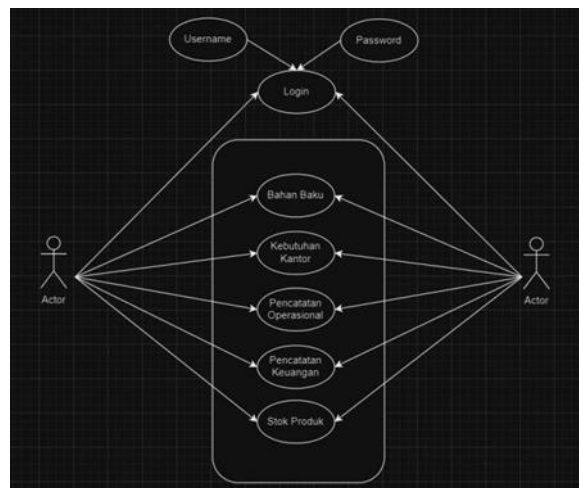 Username
Password
Login
Bahan Baku
Kebutuhan
Kantor
Actor
Actor
Pencatatan
Operasional
Pencatatan
Keuangan
Stok Produk